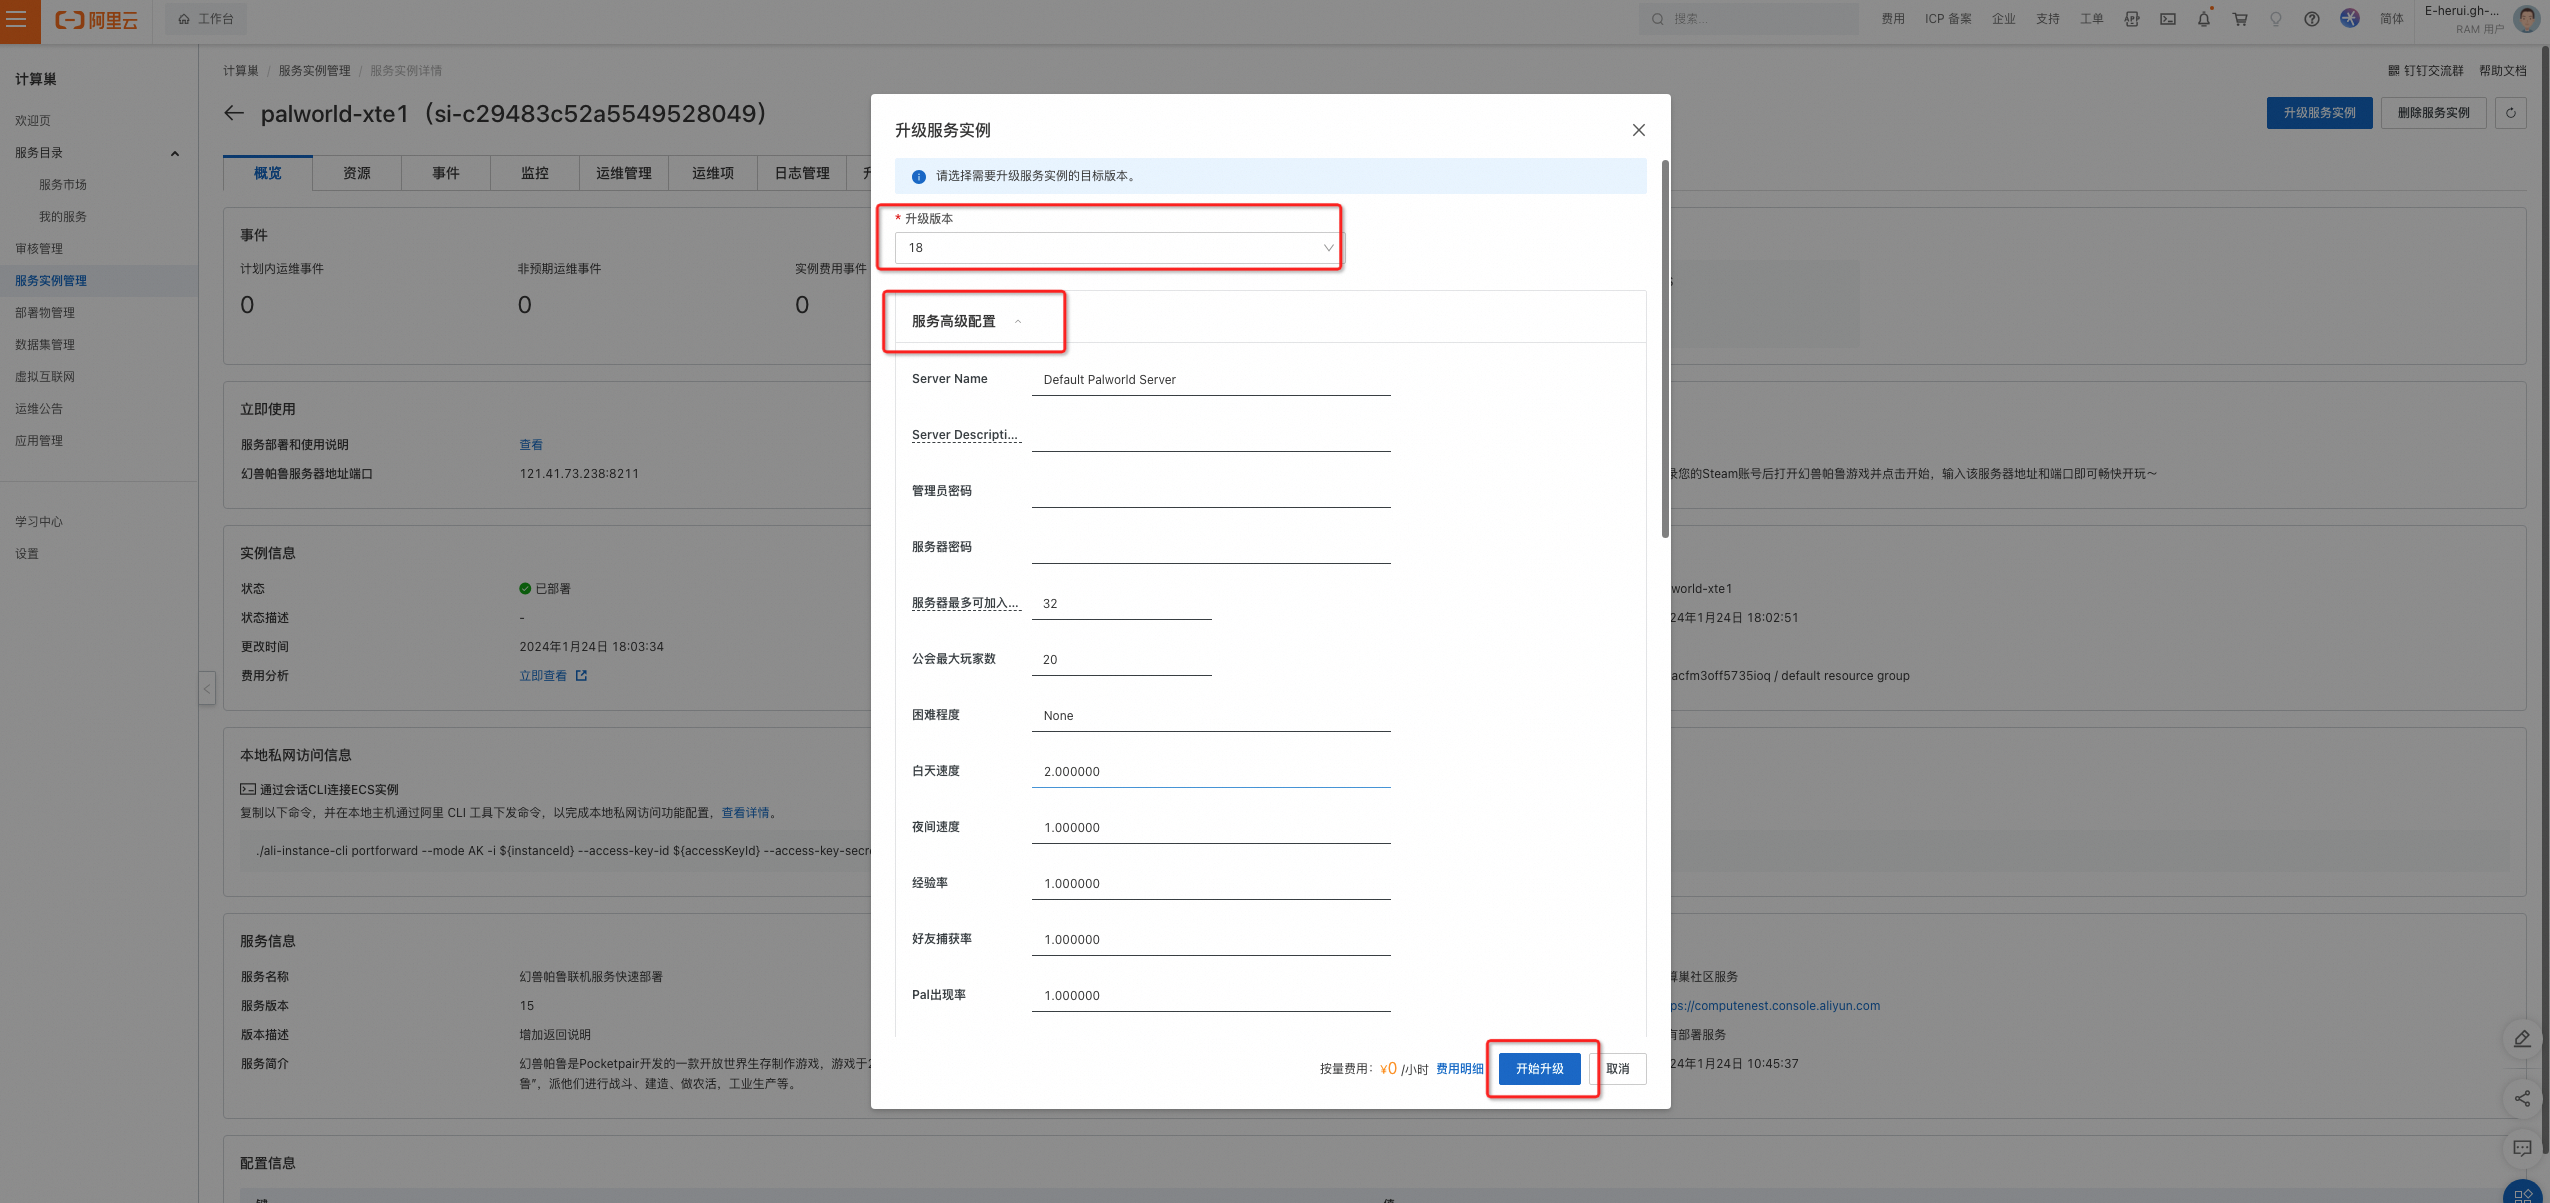 阿里云
工作台
搜索...
费用
ICP 备案
企业
支持
工单
简体
E-herui.gh-...
RAM 用户
计算巢
欢迎页
服务目录
服务市场
我的服务
审核管理
服务实例管理
部署物管理
数据集管理
虚拟互联网
运维公告
应用管理
学习中心
设置
计算巢 / 服务实例管理 / 服务实例详情
钉钉交流群 帮助文档
palworld-xte1（si-c29483c52a5549528049）
升级服务实例
删除服务实例
概览
资源
事件
监控
运维管理
运维项
日志管理
事件
计划内运维事件
非预期运维事件
实例费用事件
0
0
0
立即使用
服务部署和使用说明
查看
幻兽帕鲁服务器地址端口
121.41.73.238:8211
您的Steam账号后打开幻兽帕鲁游戏并点击开始，输入该服务器地址和端口即可畅快开玩～
实例信息
状态
已部署
world-xte1
状态描述
-
24年1月24日 18:02:51
更改时间
2024年1月24日 18:03:34
费用分析
立即查看
acfm3off5735ioq / default resource group
本地私网访问信息
通过会话CLI连接ECS实例
复制以下命令，并在本地主机通过阿里 CLI 工具下发命令，以完成本地私网访问功能配置，查看详情。
./ali-instance-cli portforward --mode AK -i ${instanceId} --access-key-id ${accessKeyId} --access-key-secre
服务信息
服务名称
幻兽帕鲁联机服务快速部署
算巢社区服务
服务版本
15
ps://computenest.console.aliyun.com
版本描述
增加返回说明
有部署服务
服务简介
幻兽帕鲁是Pocketpair开发的一款开放世界生存制作游戏，游戏于2
鲁”，派他们进行战斗、建造、做农活，工业生产等。
24年1月24日 10:45:37
配置信息
升级服务实例
请选择需要升级服务实例的目标版本。
* 升级版本
18
服务高级配置
Server Name
Default Palworld Server
Server Descripti...
管理员密码
服务器密码
服务器最多可加入...
32
公会最大玩家数
20
困难程度
None
白天速度
2.000000
夜间速度
1.000000
经验率
1.000000
好友捕获率
1.000000
Pal出现率
1.000000
按量费用：¥0 /小时 费用明细
开始升级
取消